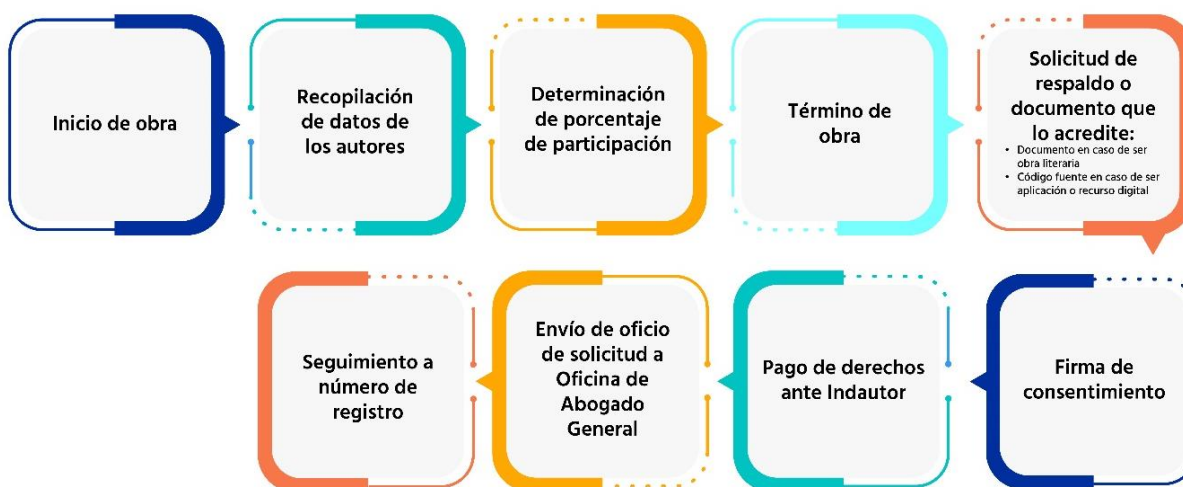 Inicio de obra
Recopilación
de datos de
los autores
Determinación
de porcentaje
de participación
Término de
obra
Solicitud de
respaldo o
documento que
lo acredite:
• Documento en caso de ser
obra literaria
• Código fuente en caso de ser
aplicación o recurso digital
Firma de
consentimiento
Pago de derechos
ante Indautor
Envío de oficio
de solicitud a
Oficina de
Abogado
General
Seguimiento a
número de
registro